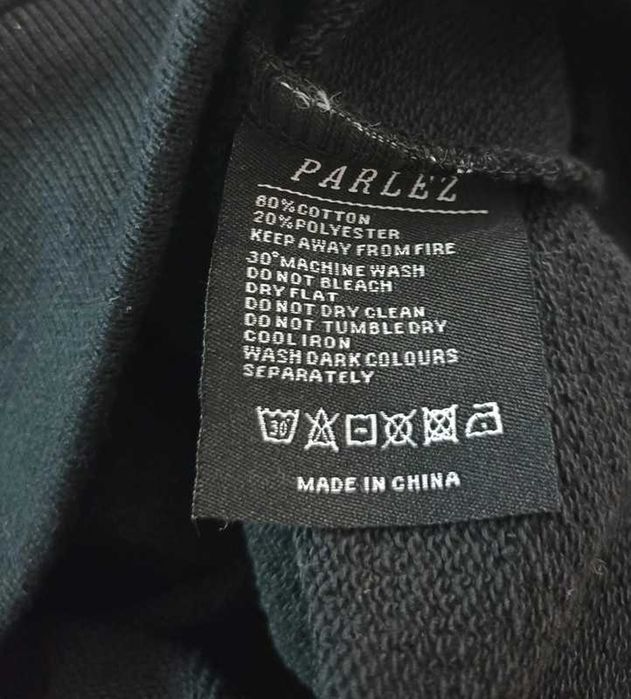 PARLEZ
80%COTTON
20%POLYESTER
KEEP AWAY FROM FIRE
30°MACHINE WASH
DO NOT BLEACH
DRY FLAT
DO NOT DRY CLEAN
DO NOT TUMBLE DRY
COOL IRON
WASH DARK COLOURS
SEPARATELY
30°
MADE IN CHINA